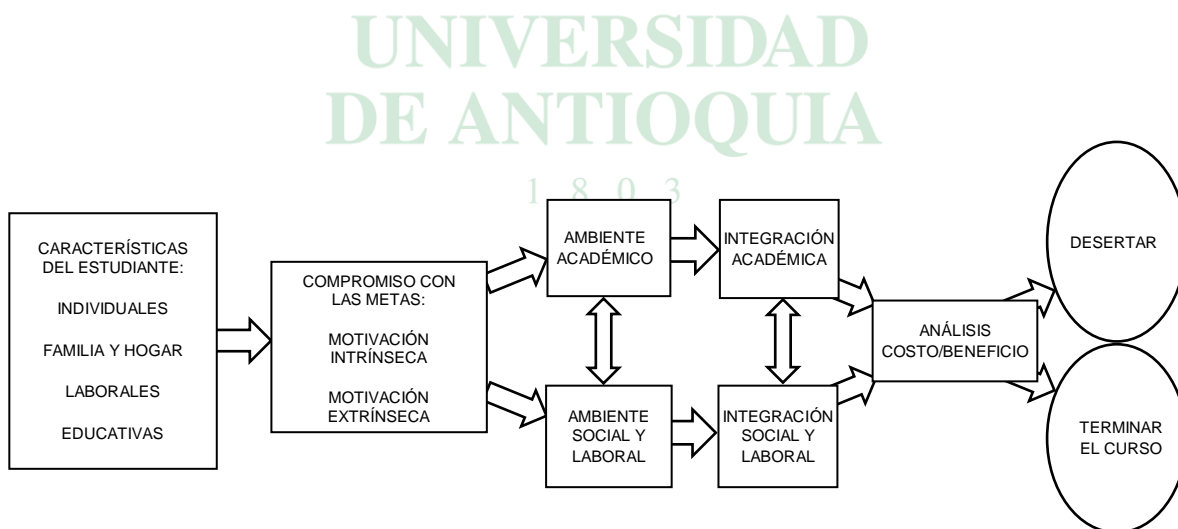 UNIVERSIDAD
DE ANTIOQUIA
1 8 0 3
CARACTERÍSTICAS
DEL ESTUDIANTE:
INDIVIDUALES
FAMILIA Y HOGAR
LABORALES
EDUCATIVAS
COMPROMISO CON
LAS METAS:
MOTIVACIÓN
INTRÍNSECA
MOTIVACIÓN
EXTRÍNSECA
AMBIENTE
ACADÉMICO
AMBIENTE
SOCIAL Y
LABORAL
INTEGRACIÓN
ACADÉMICA
INTEGRACIÓN
SOCIAL Y
LABORAL
ANÁLISIS
COSTO/BENEFICIO
DESERTAR
TERMINAR
EL CURSO